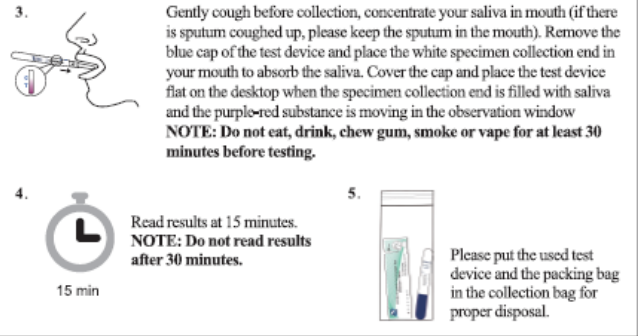 3.
Gently cough before collection, concentrate your saliva in mouth (if there
is sputum coughed up, please keep the sputum in the mouth). Remove the
blue cap of the test device and place the white specimen collection end in
your mouth to absorb the saliva. Cover the cap and place the test device
flat on the desktop when the specimen collection end is filled with saliva
and the purple-red substance is moving in the observation window
NOTE: Do not eat, drink, chew gum, smoke or vape for at least 30
minutes before testing.
4.
Read results at 15 minutes.
NOTE: Do not read results
after 30 minutes.
15 min
5.
Please put the used test
device and the packing bag
in the collection bag for
proper disposal.